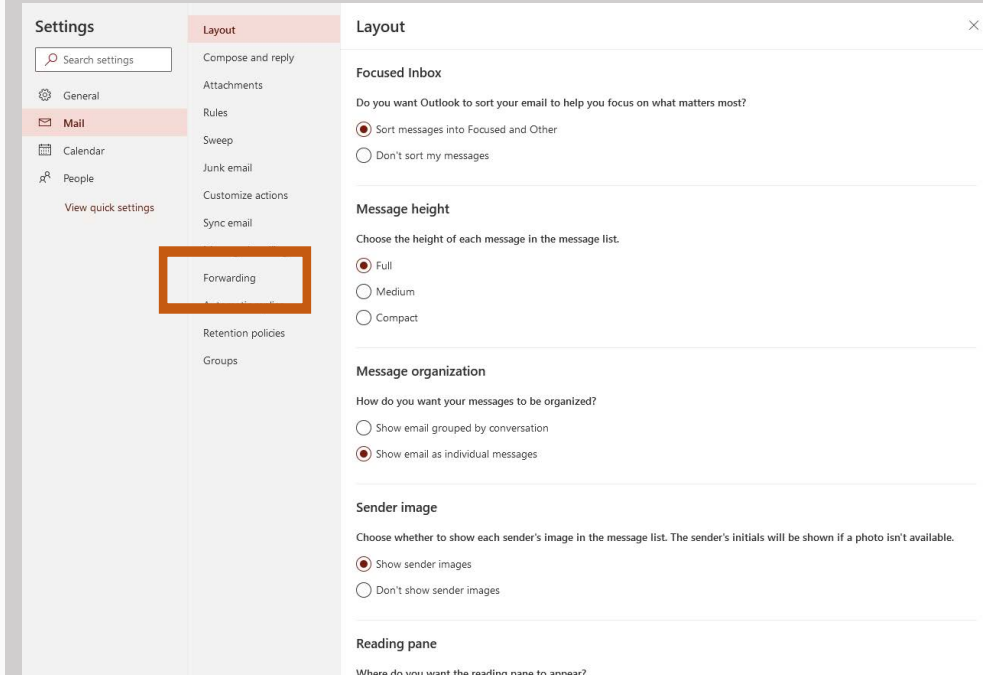 Settings
Search settings
General
Mail
Calendar
People
View quick settings
Layout
Compose and reply
Attachments
Rules
Sweep
Junk email
Customize actions
Sync email
Forwarding
Retention policies
Groups
Layout
Focused Inbox
Do you want Outlook to sort your email to help you focus on what matters most?
Sort messages into Focused and Other
Don't sort my messages
Message height
Choose the height of each message in the message list.
Full
Medium
Compact
Message organization
How do you want your messages to be organized?
Show email grouped by conversation
Show email as individual messages
Sender image
Choose whether to show each sender's image in the message list. The sender's initials will be shown if a photo isn't available.
Show sender images
Don't show sender images
Reading pane
Where do you want the reading pane to appear?